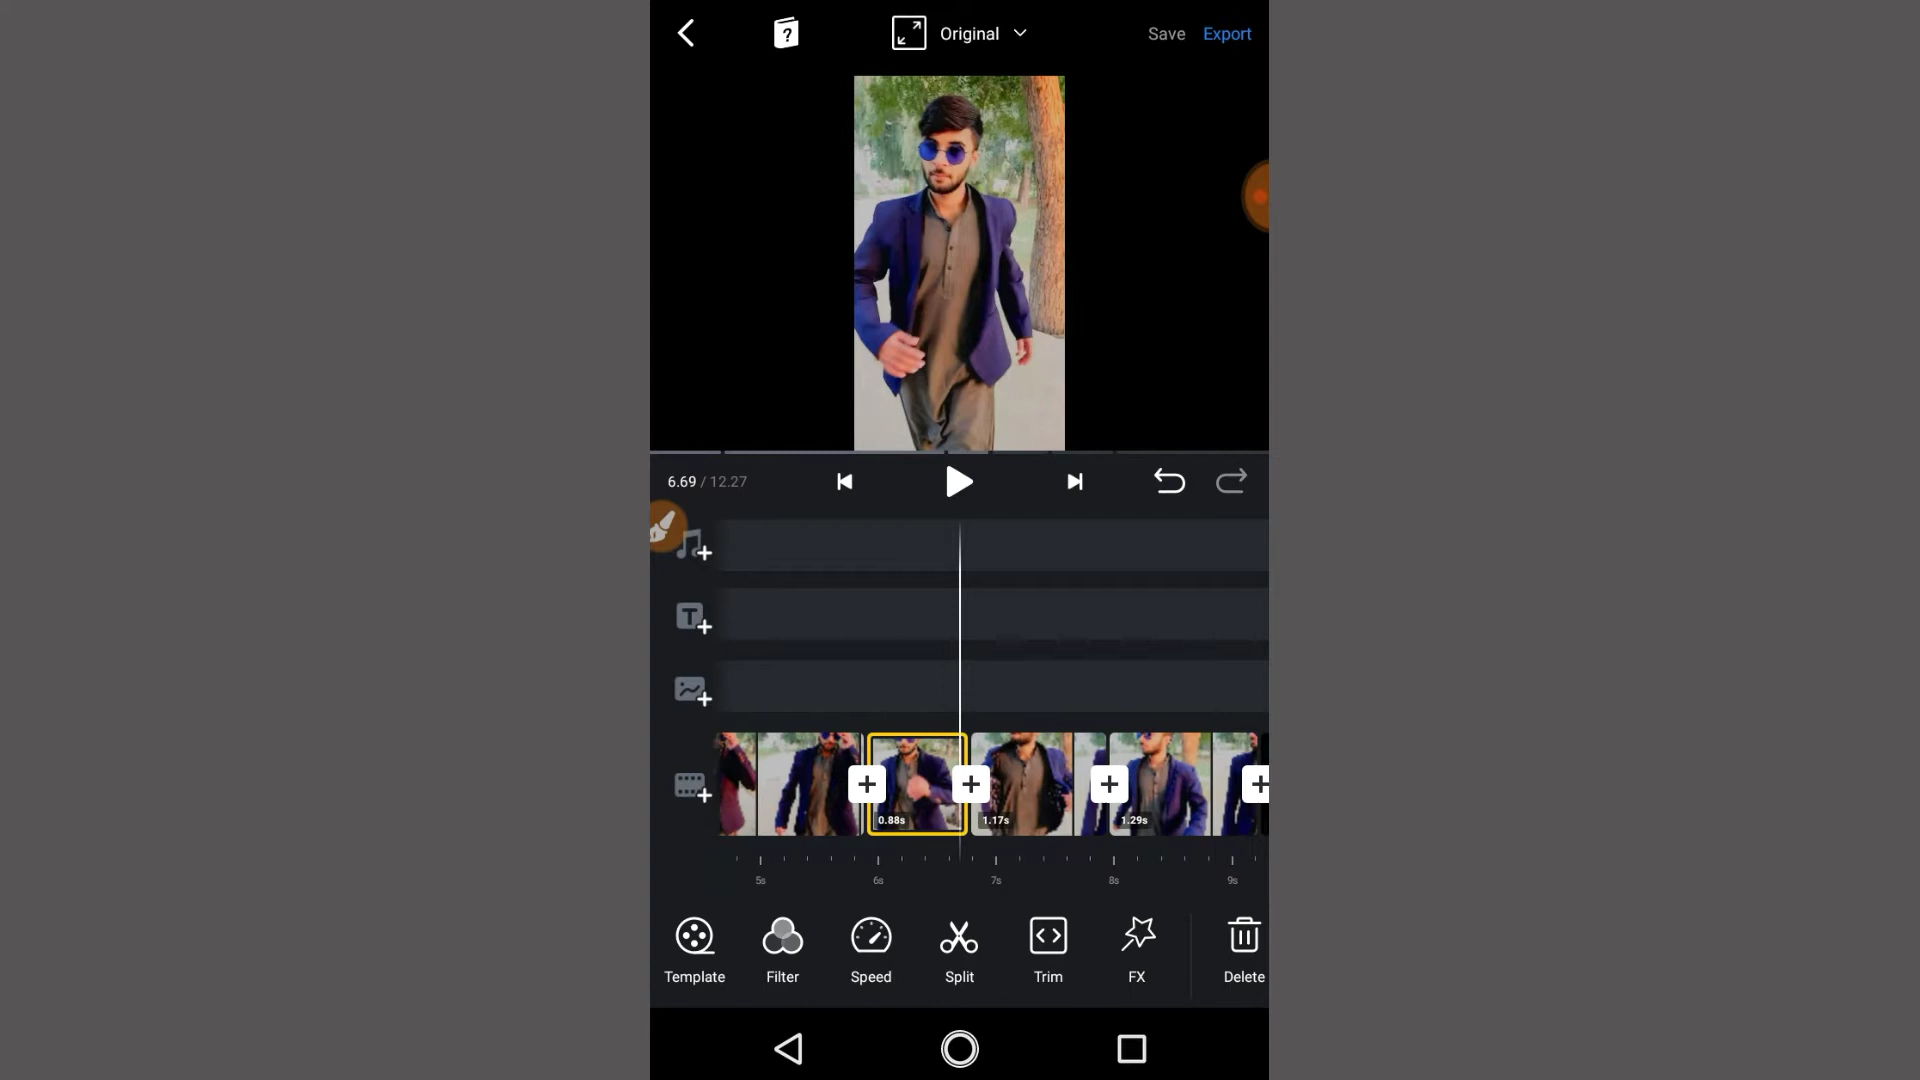 Original
Save
Export
6.69 / 12.27
0.88s
1.17s
1.29s
5s
6s
7s
8s
9s
Template
Filter
Speed
Split
Trim
FX
Delete